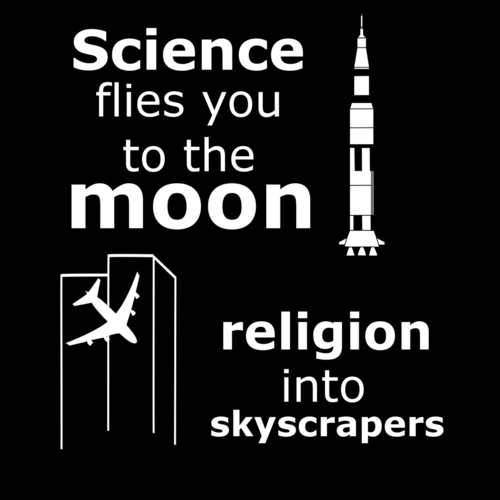 Science
flies you
to the
moon
religion
into
skyscrapers